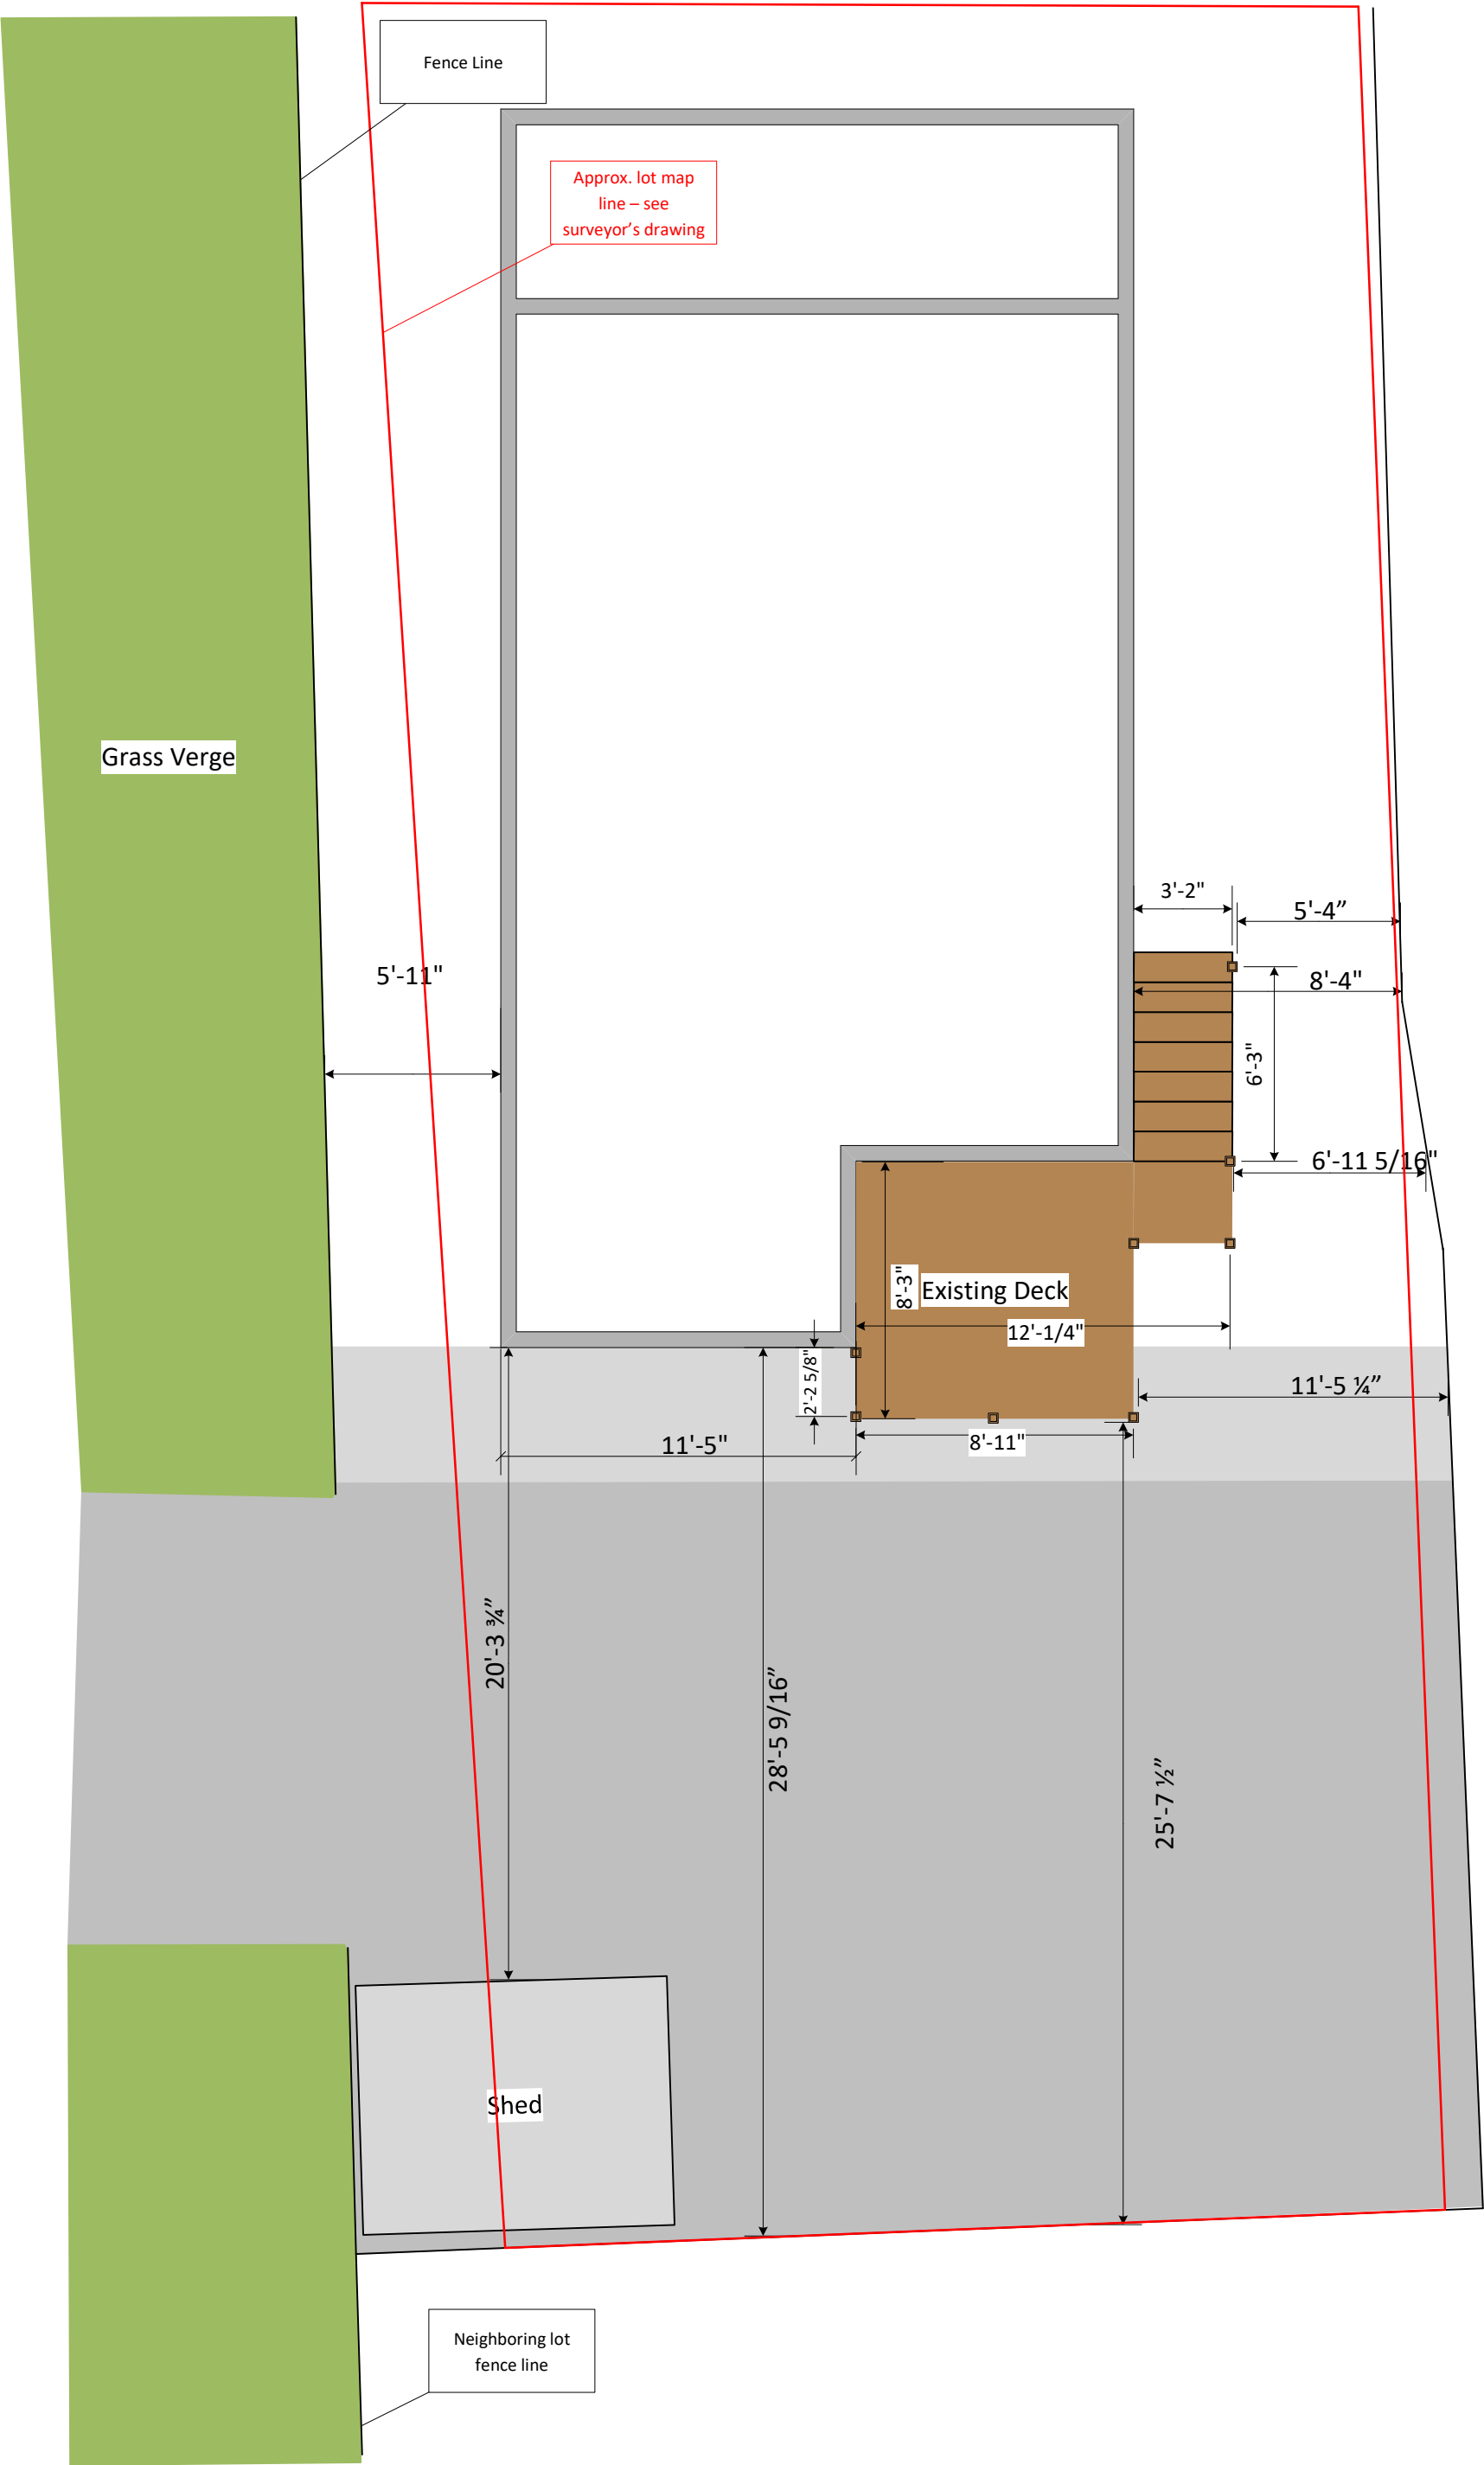 Fence Line
Approx. lot map
line – see
surveyor's drawing
Grass Verge
3'-2"
5'-4”
5'-11"
8'-4"
6'-3"
6'-11 5/16"
8'-3"
Existing Deck
12'-1/4"
2'-2 5/8"
11'-5 ¼”
11'-5"
8'-11"
20'-3 ¾”
28'-5 9/16”
25'-7 ½”
Shed
Neighboring lot
fence line